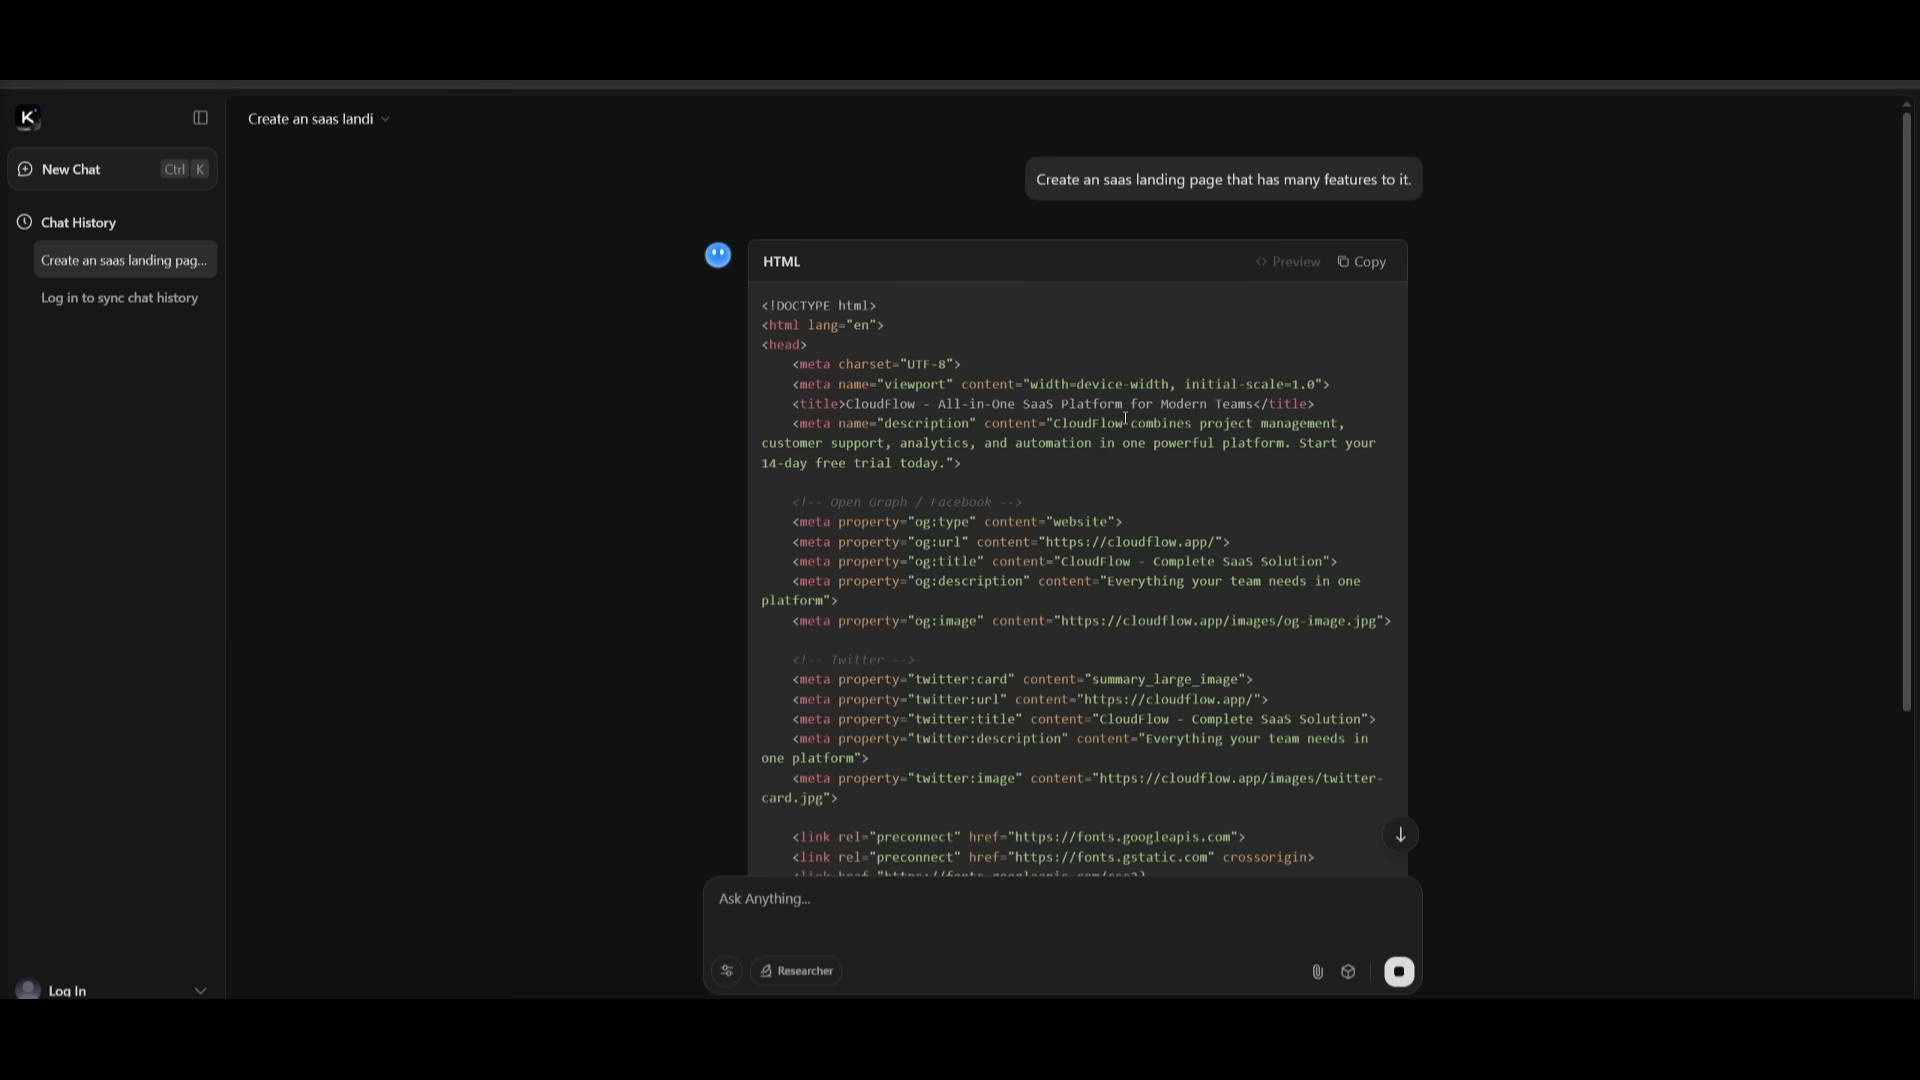 K
Create an saas landi
New Chat Ctrl K
Chat History
Create an saas landing pag...
Log in to sync chat history
Create an saas landing page that has many features to it.
HTML
<> Preview
Copy
<!DOCTYPE html>
<html lang="en">
<head>
<meta charset="UTF-8">
<meta name="viewport" content="width=device-width, initial-scale=1.0">
<title>CloudFlow - All-in-One SaaS Platform for Modern Teams</title>
<meta name="description" content="CloudFlow combines project management,
customer support, analytics, and automation in one powerful platform. Start your
14-day free trial today.">
<!-- Open Graph / Facebook -->
<meta property="og:type" content="website">
<meta property="og:url" content="https://cloudflow.app/">
<meta property="og:title" content="CloudFlow - Complete SaaS Solution">
<meta property="og:description" content="Everything your team needs in one
platform">
<meta property="og:image" content="https://cloudflow.app/images/og-image.jpg">
<!-- Twitter -->
<meta property="twitter:card" content="summary_large_image">
<meta property="twitter:url" content="https://cloudflow.app/">
<meta property="twitter:title" content="CloudFlow - Complete SaaS Solution">
<meta property="twitter:description" content="Everything your team needs in
one platform">
<meta property="twitter:image" content="https://cloudflow.app/images/twitter-
card.jpg">
<link rel="preconnect" href="https://fonts.googleapis.com">
<link rel="preconnect" href="https://fonts.gstatic.com" crossorigin>
Ask Anything...
Researcher
Log In